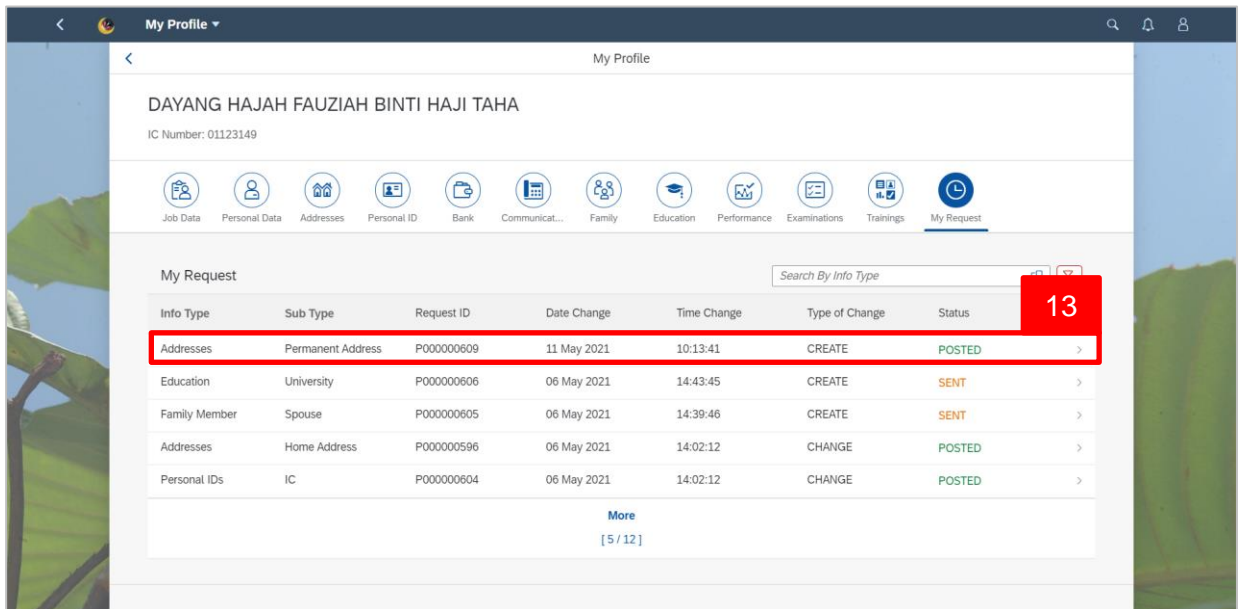 My Profile
My Profile
DAYANG HAJAH FAUZIAH BINTI HAJI TAHA
IC Number: 01123149
Job Data Personal Data Addresses Personal ID Bank Communicat... Family Education Performance Examinations Trainings My Request
My Request Search By Info Type
13
Info Type Sub Type Request ID Date Change Time Change Type of Change Status
Addresses Permanent Address P000000609 11 May 2021 10:13:41 CREATE POSTED
Education University P000000606 06 May 2021 14:43:45 CREATE SENT
Family Member Spouse P000000605 06 May 2021 14:39:46 CREATE SENT
Addresses Home Address P000000596 06 May 2021 14:02:12 CHANGE POSTED
Personal IDs IC P000000604 06 May 2021 14:02:12 CHANGE POSTED
More
[ 5 / 12 ]